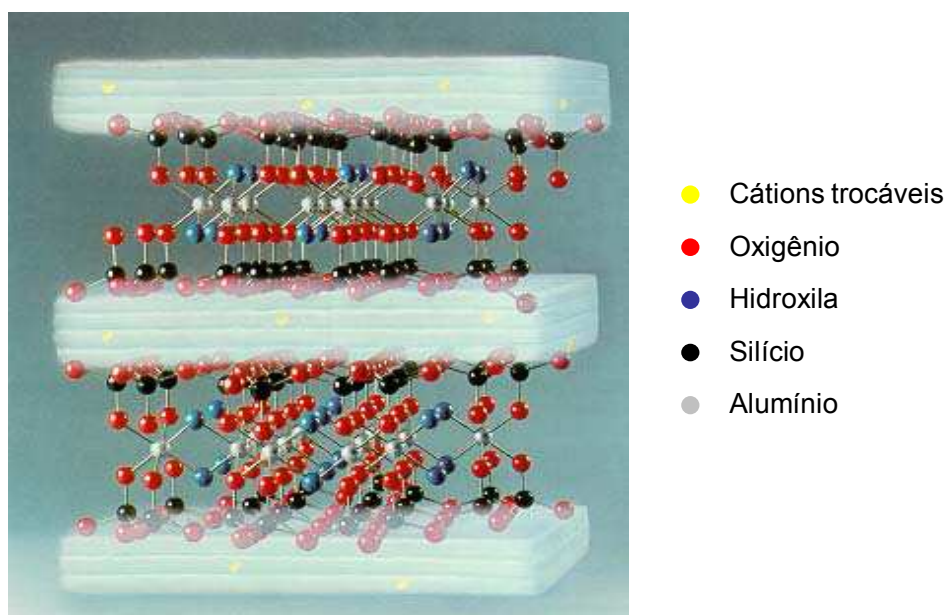 Cátions trocáveis
Oxigênio
Hidroxila
Silício
Alumínio